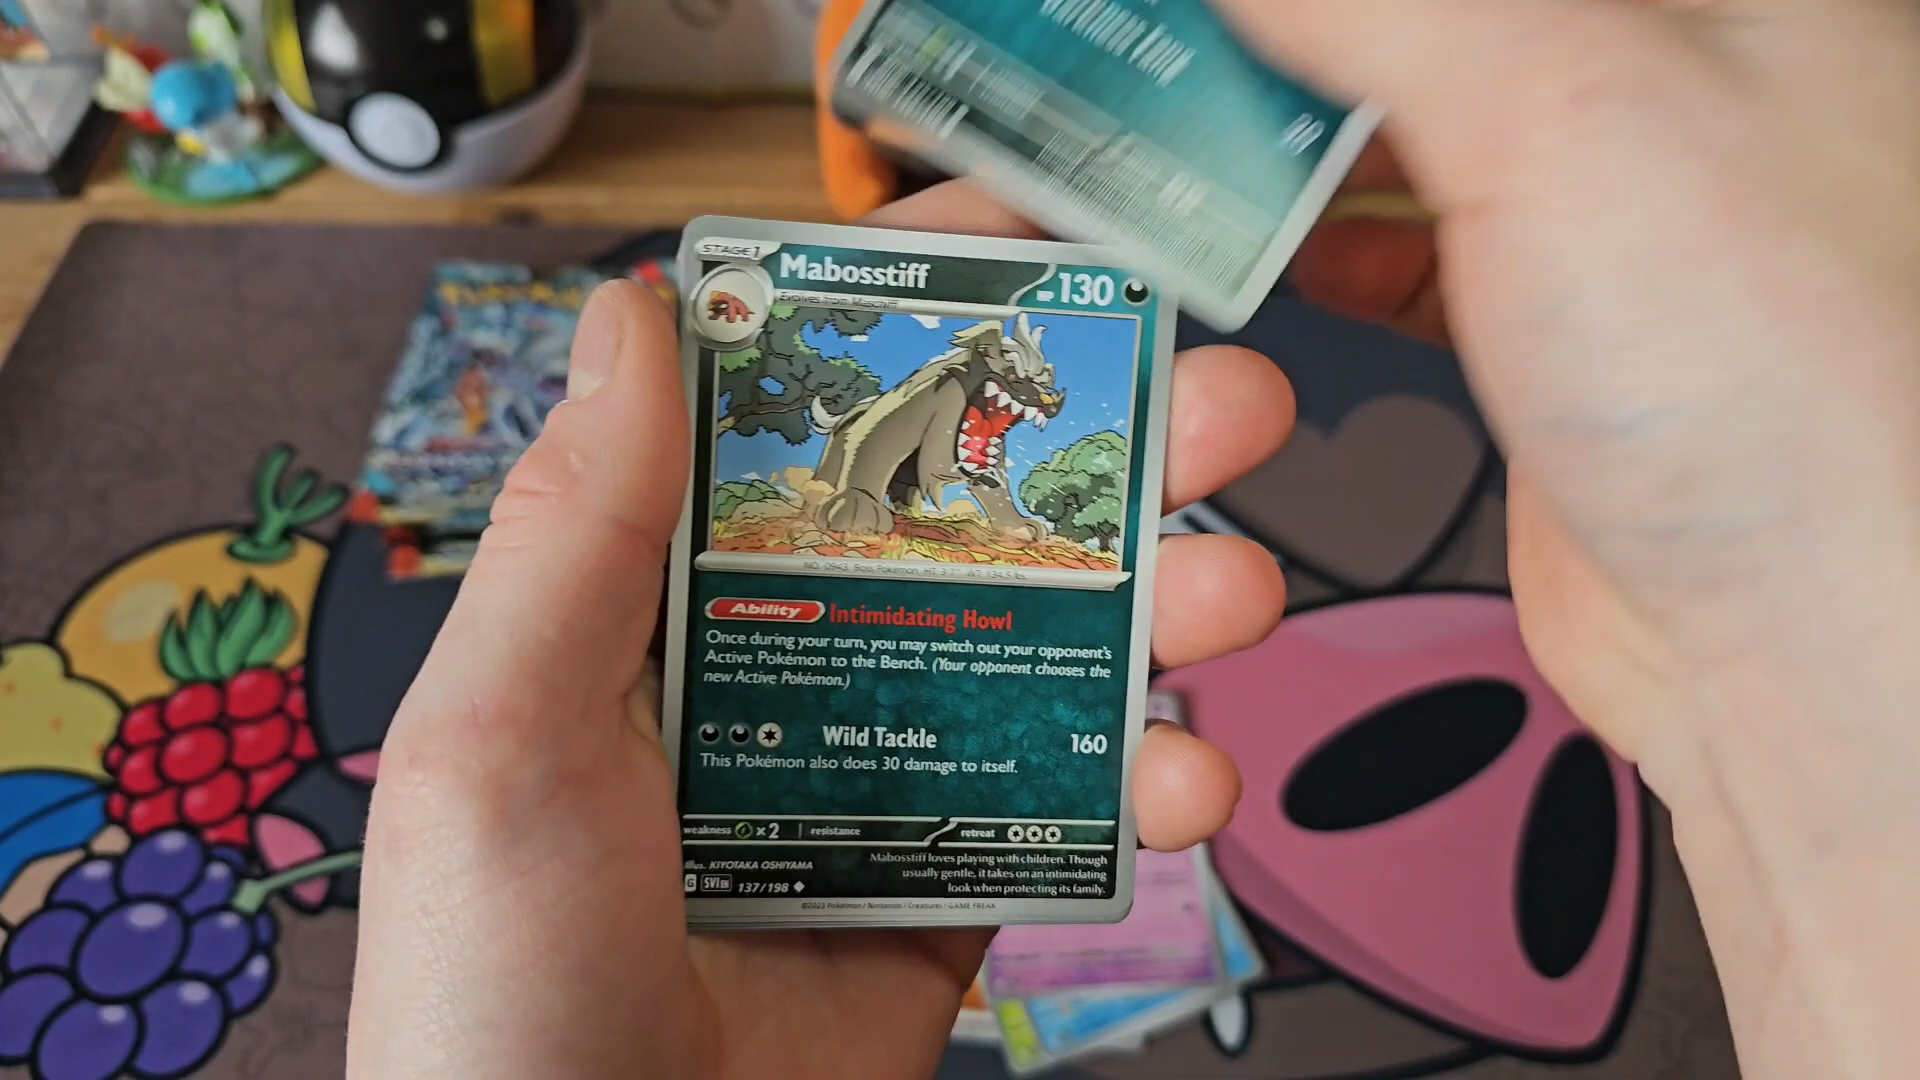 STAGE1
Mabosstiff
HP 130
Evolves from Maschiff
NO. 0943 Boss Pokémon HT: 3'7" WT: 134.5 lbs.
Ability Intimidating Howl
Once during your turn, you may switch out your opponent's
Active Pokémon to the Bench. (Your opponent chooses the
new Active Pokémon.)
Wild Tackle 160
This Pokémon also does 30 damage to itself.
weakness ×2 | resistance retreat
Illus. KIYOTAKA OSHIYAMA
Mabosstiff loves playing with children. Though
usually gentle, it takes on an intimidating
look when protecting its family.
G SVI EN 137/198
©2023 Pokémon / Nintendo / Creatures / GAME FREAK